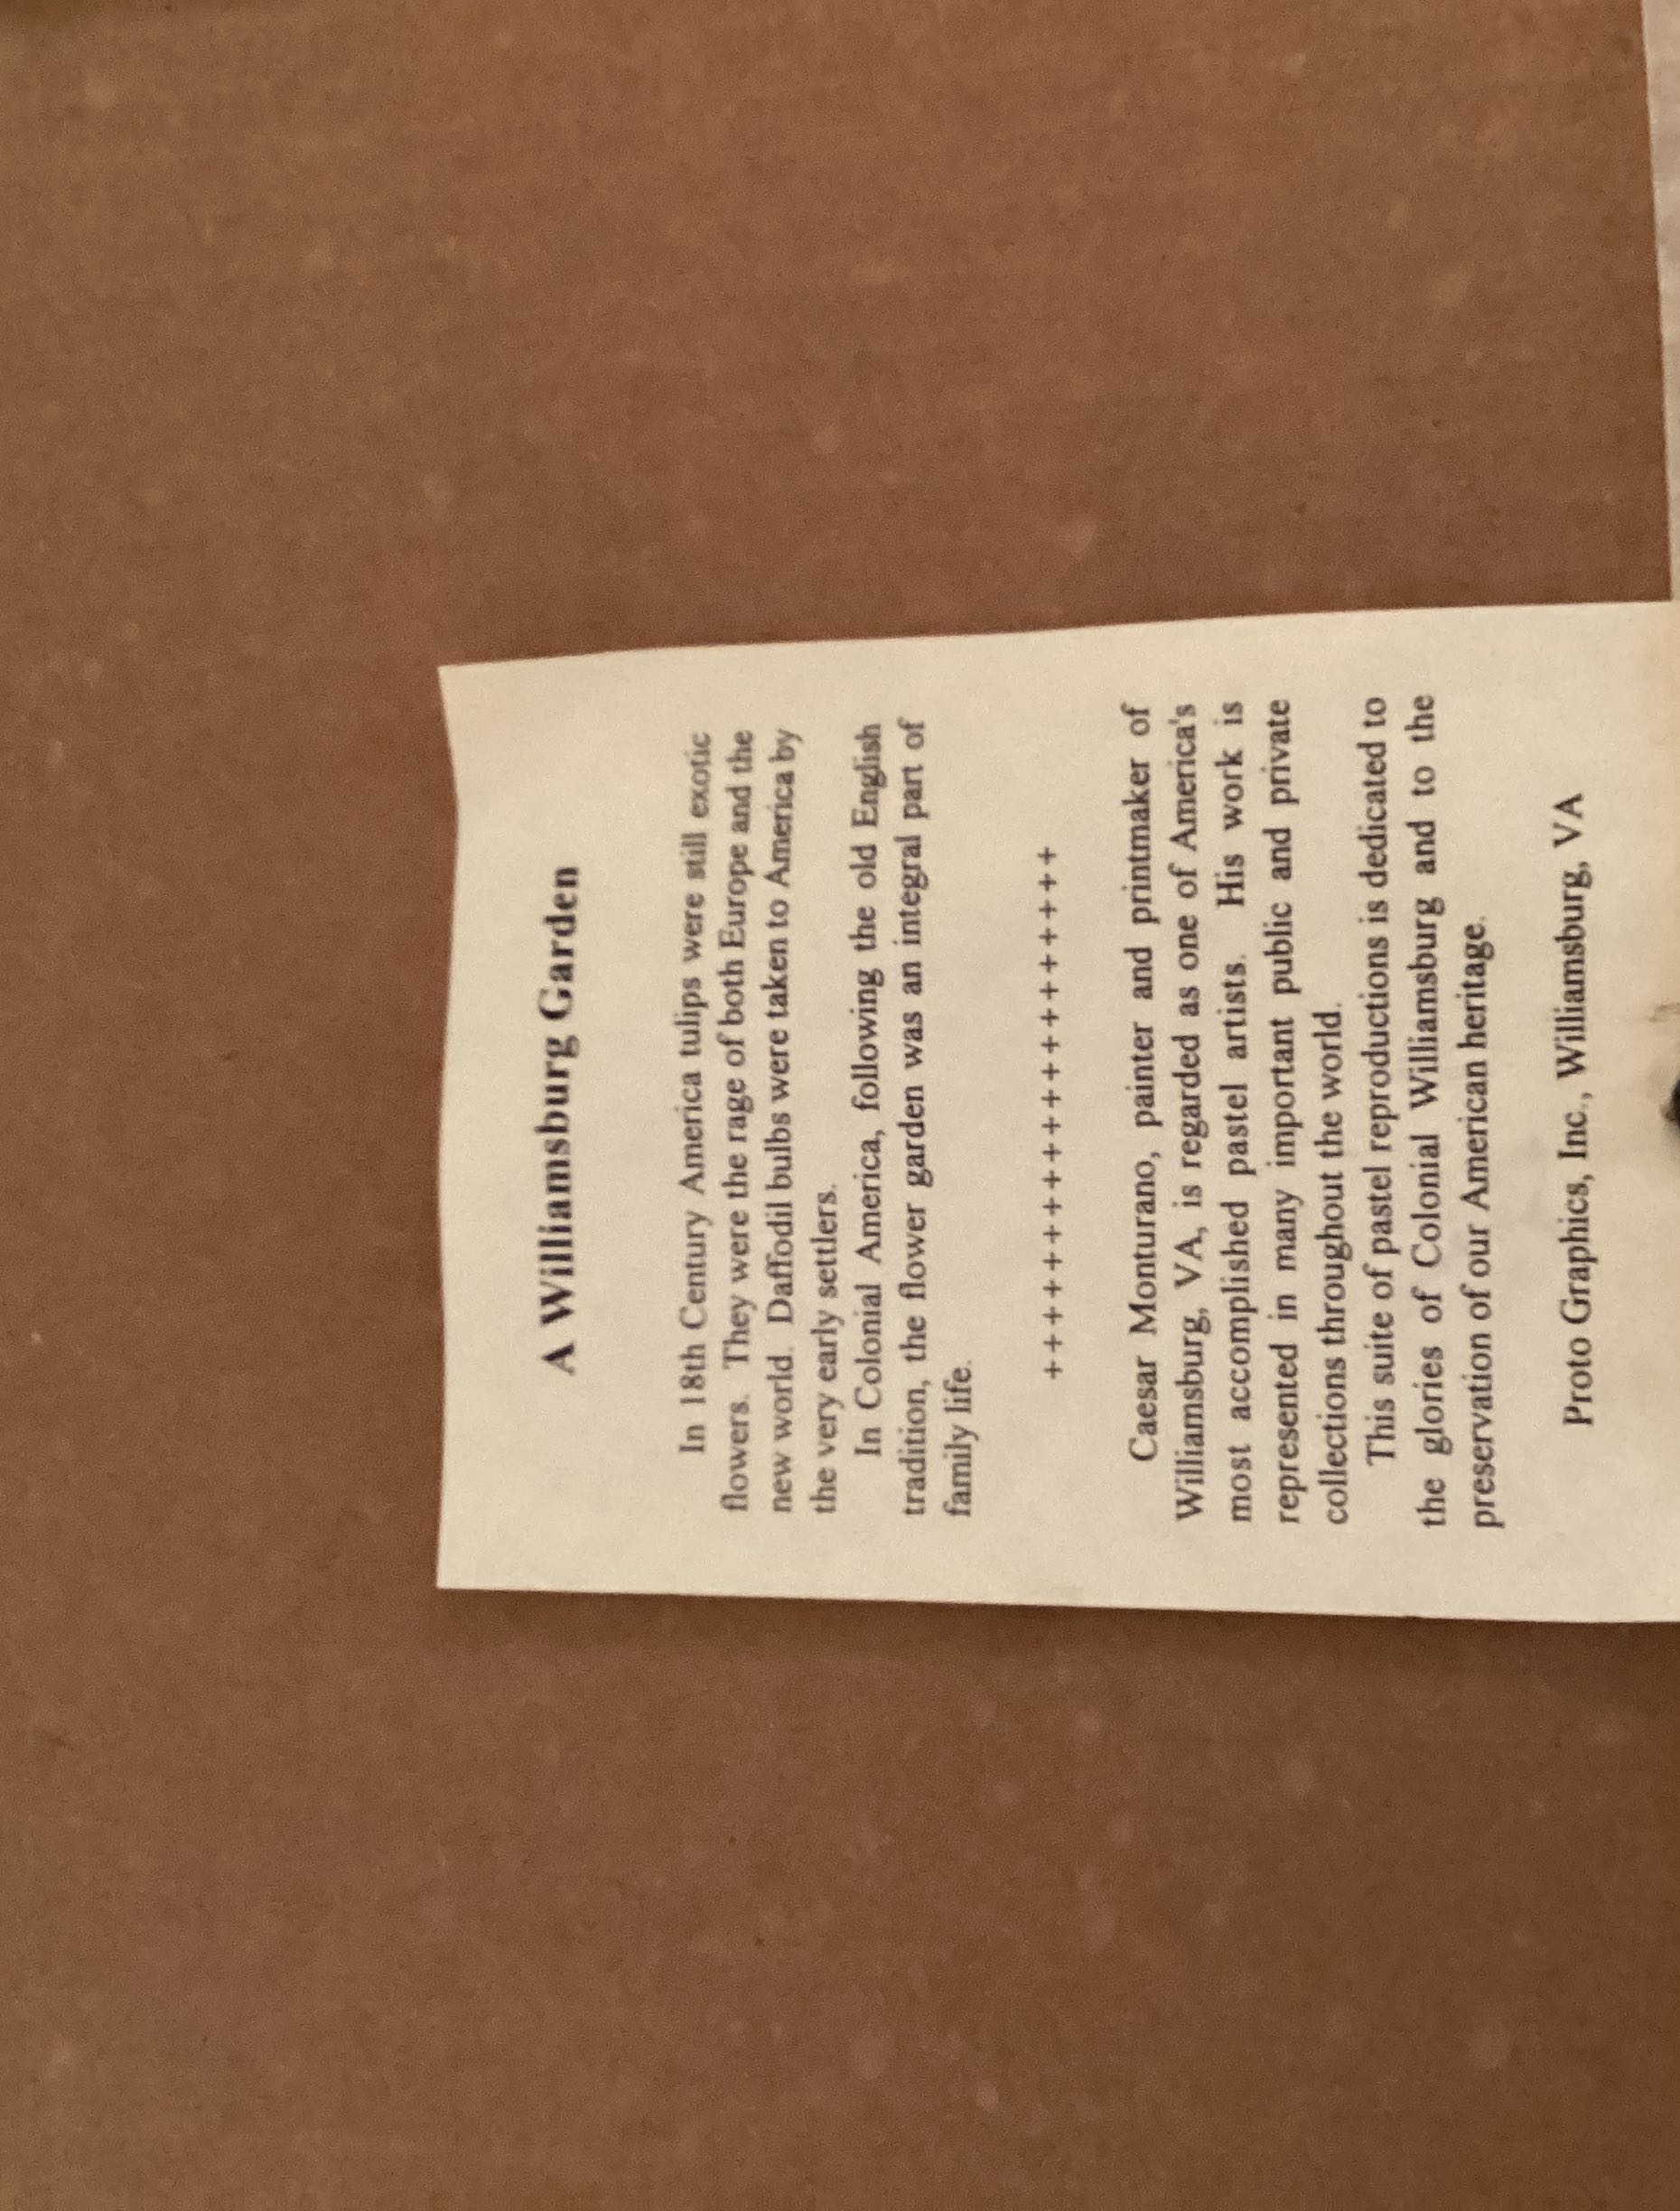 A Williamsburg Garden
In 18th Century America tulips were still exotic
flowers. They were the rage of both Europe and the
new world. Daffodil bulbs were taken to America by
the very early settlers.
In Colonial America, following the old English
tradition, the flower garden was an integral part of
family life.
++++++++++++++++++++
Caesar Monturano, painter and printmaker of
Williamsburg, VA, is regarded as one of America's
most accomplished pastel artists. His work is
represented in many important public and private
collections throughout the world.
This suite of pastel reproductions is dedicated to
the glories of Colonial Williamsburg and to the
preservation of our American heritage.
Proto Graphics, Inc., Williamsburg, VA